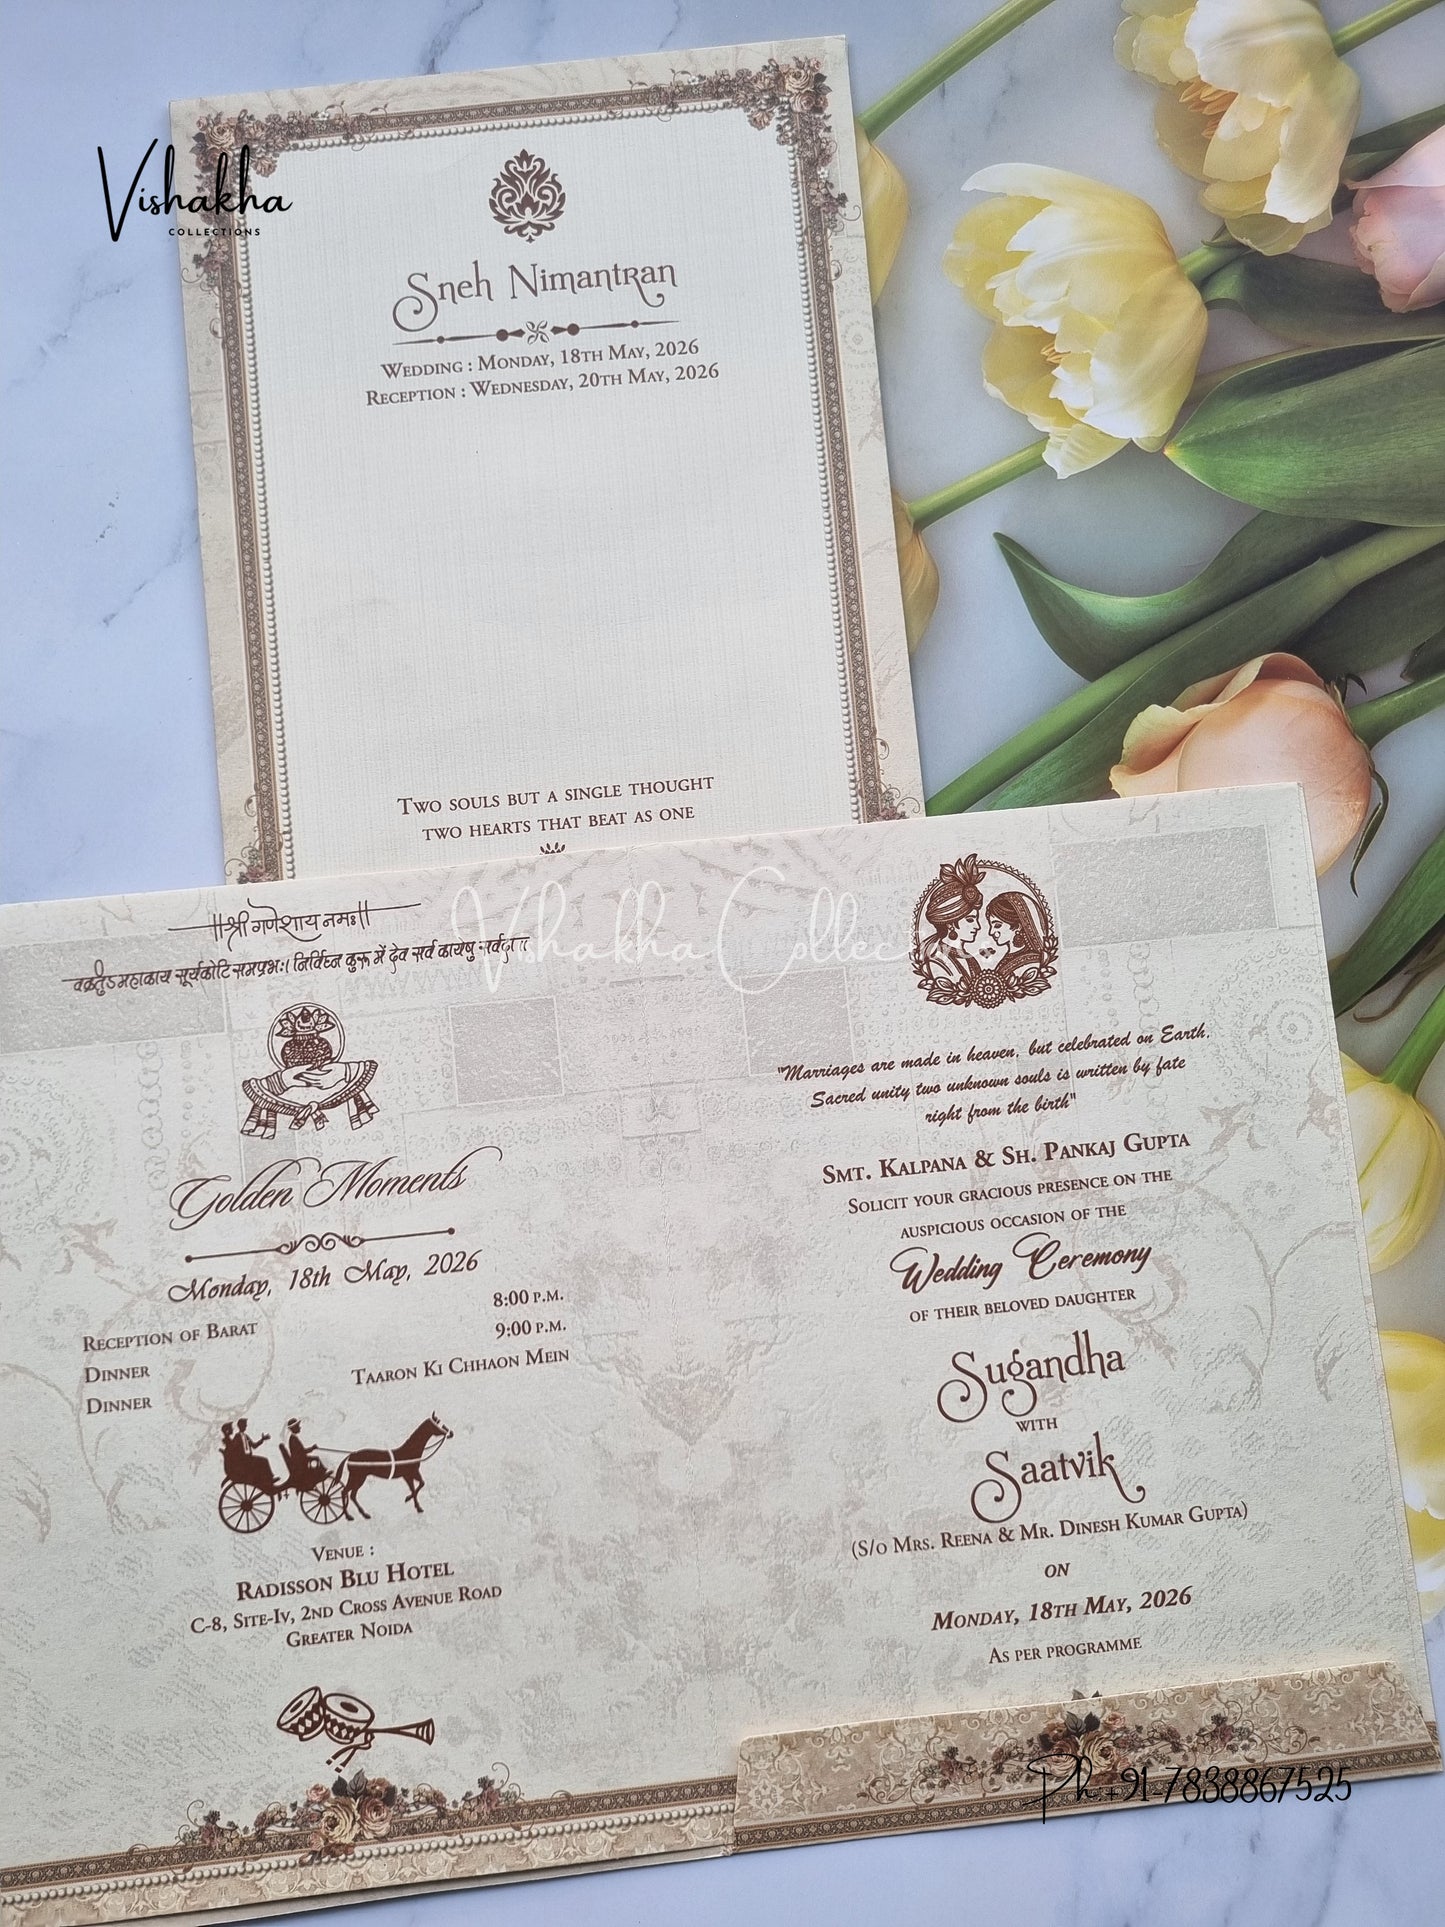 Vishakha
COLLECTIONS
Sneh Nimantran
WEDDING : MONDAY, 18TH MAY, 2026
RECEPTION : WEDNESDAY, 20TH MAY, 2026
TWO SOULS BUT A SINGLE THOUGHT
TWO HEARTS THAT BEAT AS ONE
Vishakha Collections
||श्री गणेशाय नमः||
वक्रतुंड महाकाय सूर्यकोटि समप्रभः। निर्विघ्न कुरू में देव सर्व कायषु सर्वदा॥
Golden Moments
Monday, 18th May, 2026
RECEPTION OF BARAT 8:00 P.M.
DINNER 9:00 P.M.
DINNER TAARON KI CHHAON MEIN
VENUE :
RADISSON BLU HOTEL
C-8, SITE-IV, 2ND CROSS AVENUE ROAD
GREATER NOIDA
"Marriages are made in heaven, but celebrated on Earth.
Sacred unity two unknown souls is written by fate
right from the birth"
SMT. KALPANA & SH. PANKAJ GUPTA
SOLICIT YOUR GRACIOUS PRESENCE ON THE
AUSPICIOUS OCCASION OF THE
Wedding Ceremony
OF THEIR BELOVED DAUGHTER
Sugandha
WITH
Saatvik
(S/O MRS. REENA & MR. DINESH KUMAR GUPTA)
ON
MONDAY, 18TH MAY, 2026
AS PER PROGRAMME
Ph:+91-7838867525